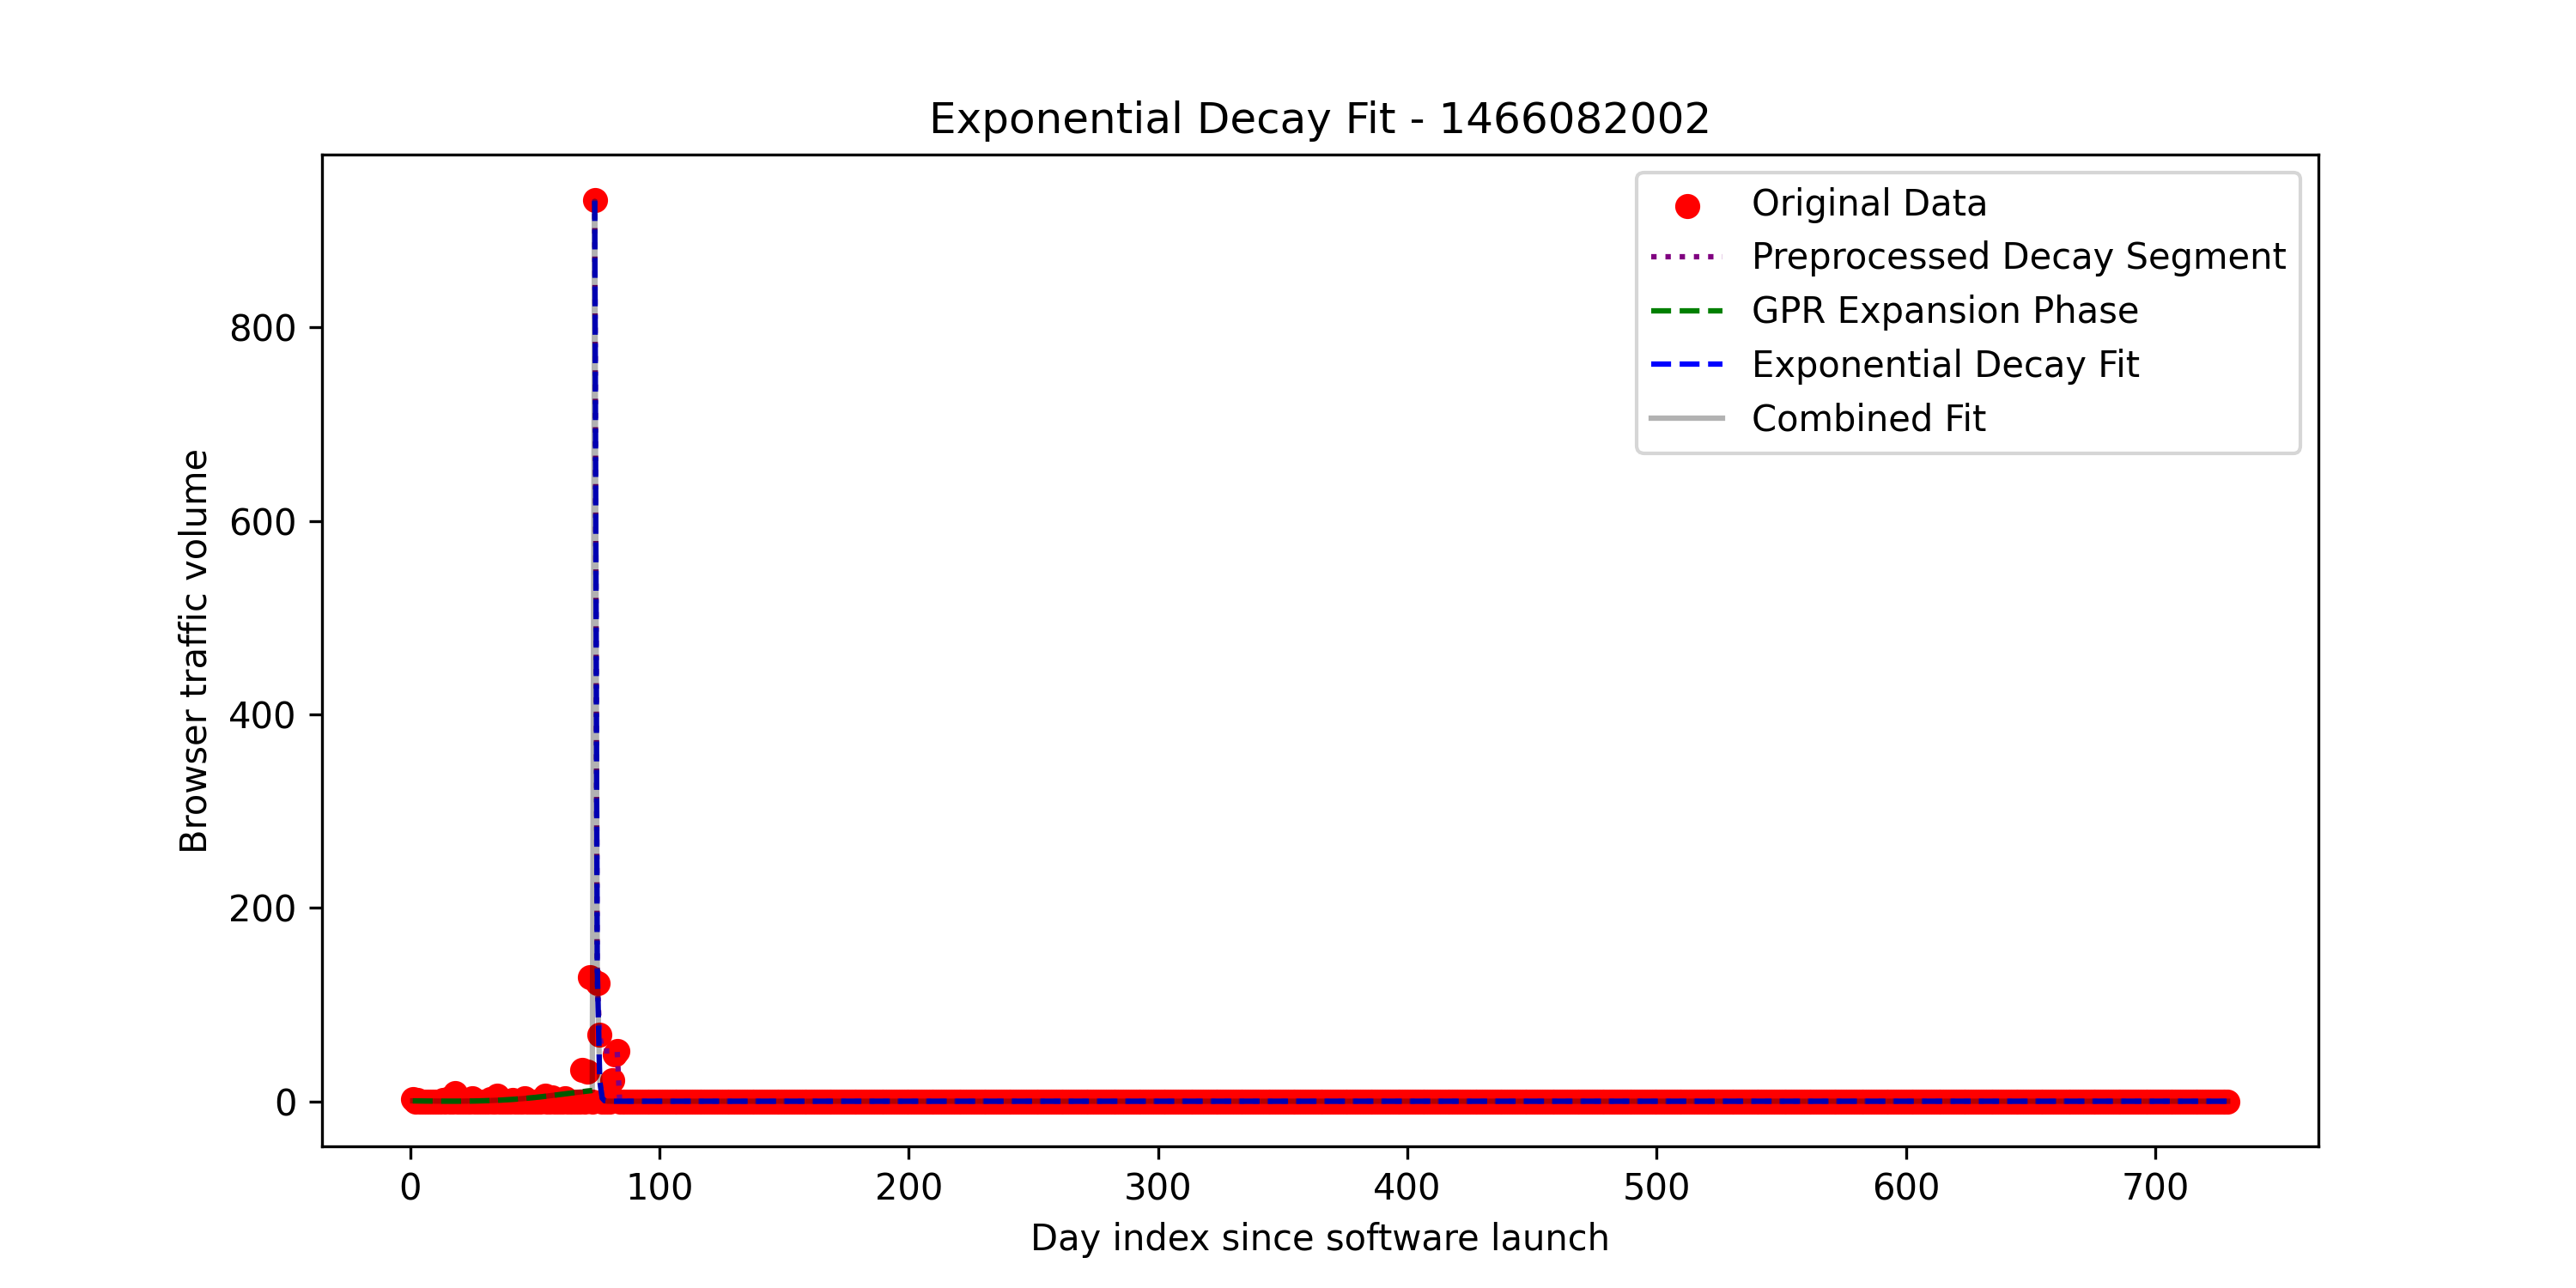 Exponential Decay Fit - 1466082002
Original Data
Preprocessed Decay Segment
GPR Expansion Phase
Exponential Decay Fit
Combined Fit
Browser traffic volume
800
600
400
200
0
0 100 200 300 400 500 600 700
Day index since software launch